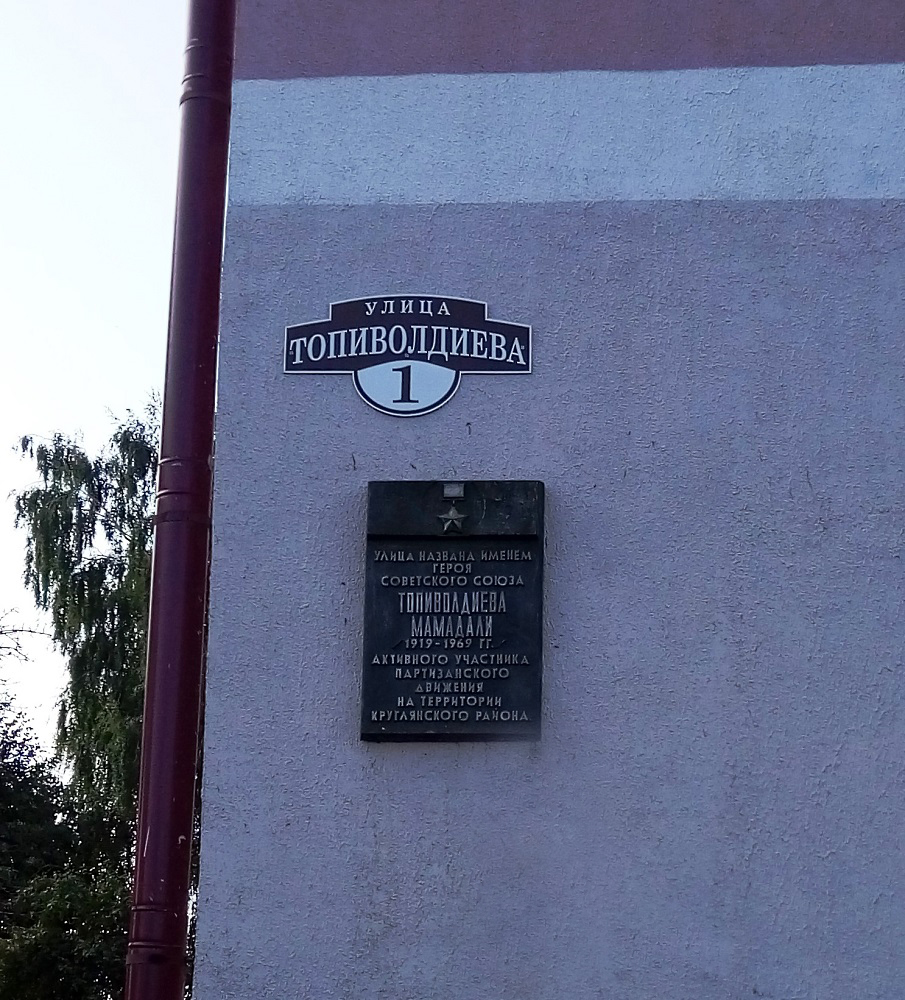 УЛИЦА
ТОПИВОЛДИЕВА
1
УЛИЦА НАЗВАНА ИМЕНЕМ
ГЕРОЯ
СОВЕТСКОГО СОЮЗА
ТОПИВОЛДИЕВА
МАМАДАЛИ
1919-1969 ГГ.
АКТИВНОГО УЧАСТНИКА
ПАРТИЗАНСКОГО
ДВИЖЕНИЯ
НА ТЕРРИТОРИИ
КРУГЛЯНСКОГО РАЙОНА